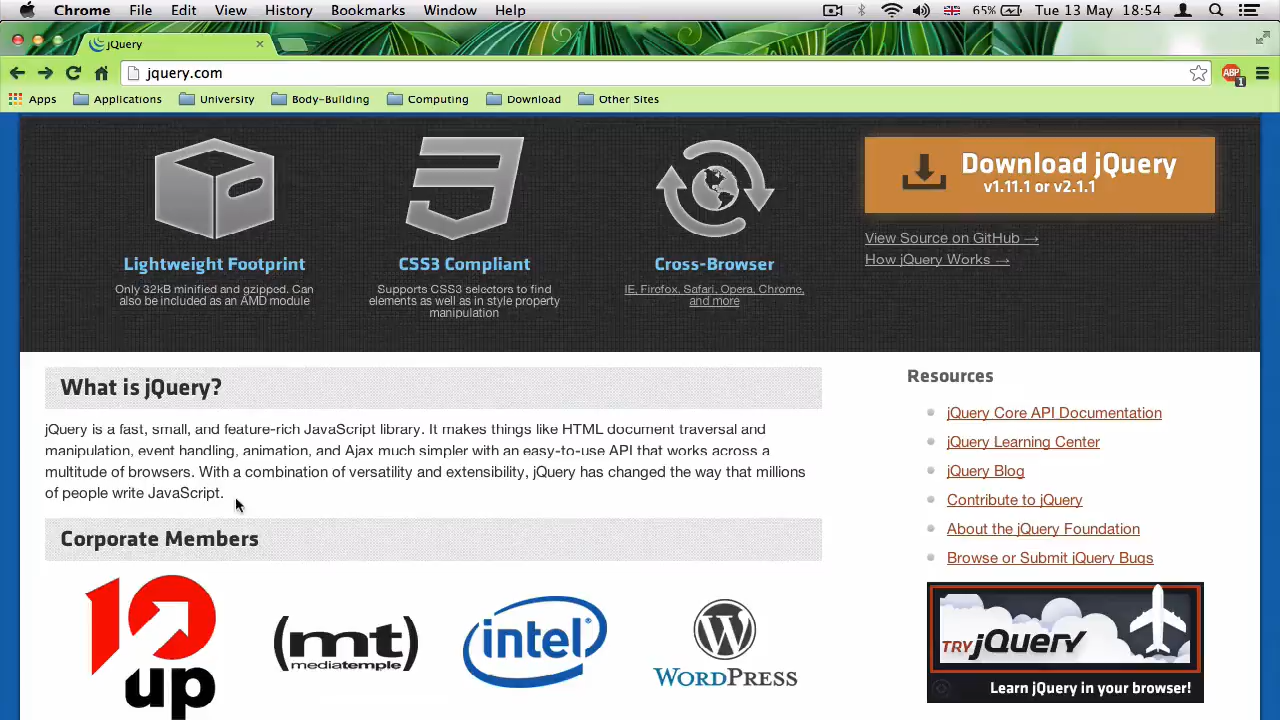 Chrome File Edit View History Bookmarks Window Help 65% Tue 13 May 18:54
jQuery
jquery.com
ABP
1
Apps Applications University Body-Building Computing Download Other Sites
Download jQuery
v1.11.1 or v2.1.1
View Source on GitHub →
How jQuery Works →
Lightweight Footprint
Only 32kB minified and gzipped. Can
also be included as an AMD module
CSS3 Compliant
Supports CSS3 selectors to find
elements as well as in style property
manipulation
Cross-Browser
IE, Firefox, Safari, Opera, Chrome,
and more
What is jQuery?
jQuery is a fast, small, and feature-rich JavaScript library. It makes things like HTML document traversal and
manipulation, event handling, animation, and Ajax much simpler with an easy-to-use API that works across a
multitude of browsers. With a combination of versatility and extensibility, jQuery has changed the way that millions
of people write JavaScript.
Corporate Members
10
up
(mt)
mediatemple
intel
W
WORDPRESS
Resources
jQuery Core API Documentation
jQuery Learning Center
jQuery Blog
Contribute to jQuery
About the jQuery Foundation
Browse or Submit jQuery Bugs
TRY jQuery
Learn jQuery in your browser!